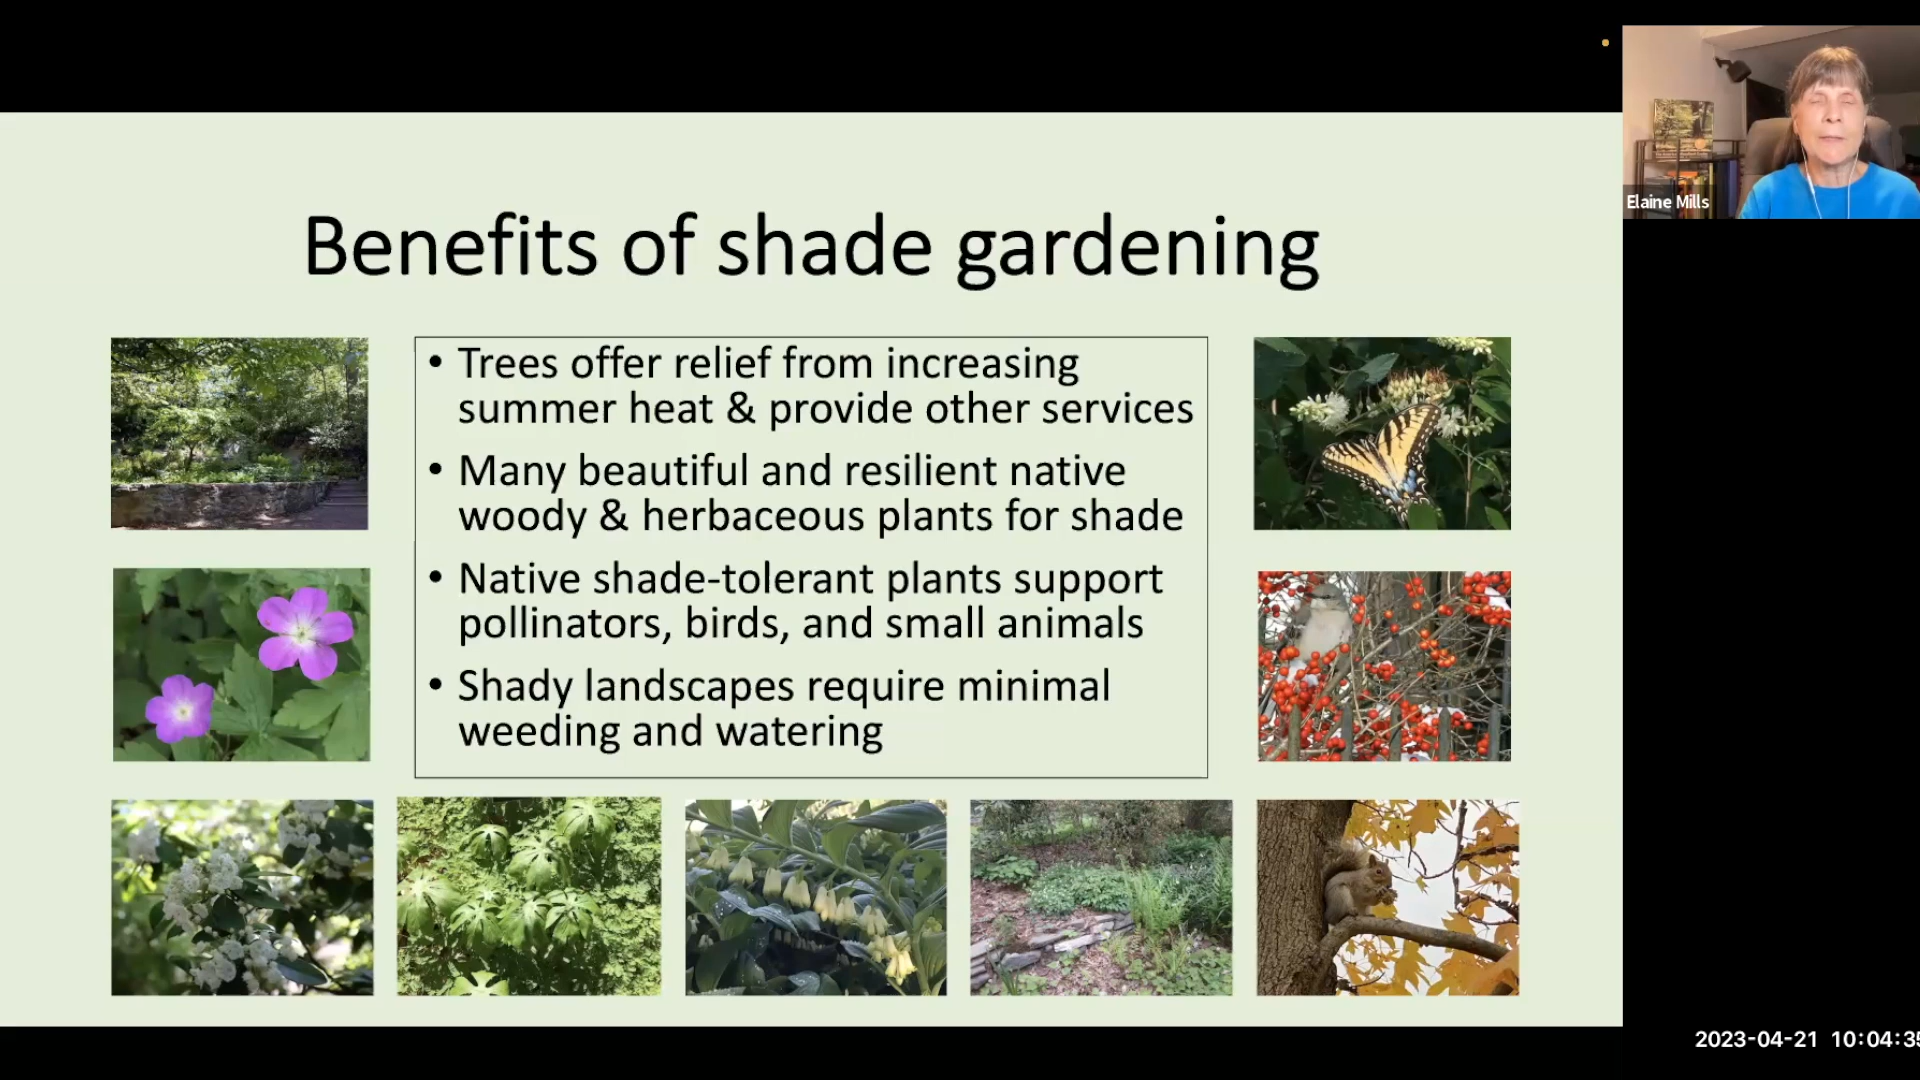 Elaine Mills
Benefits of shade gardening
• Trees offer relief from increasing
summer heat & provide other services
• Many beautiful and resilient native
woody & herbaceous plants for shade
• Native shade-tolerant plants support
pollinators, birds, and small animals
• Shady landscapes require minimal
weeding and watering
2023-04-21 10:04:35